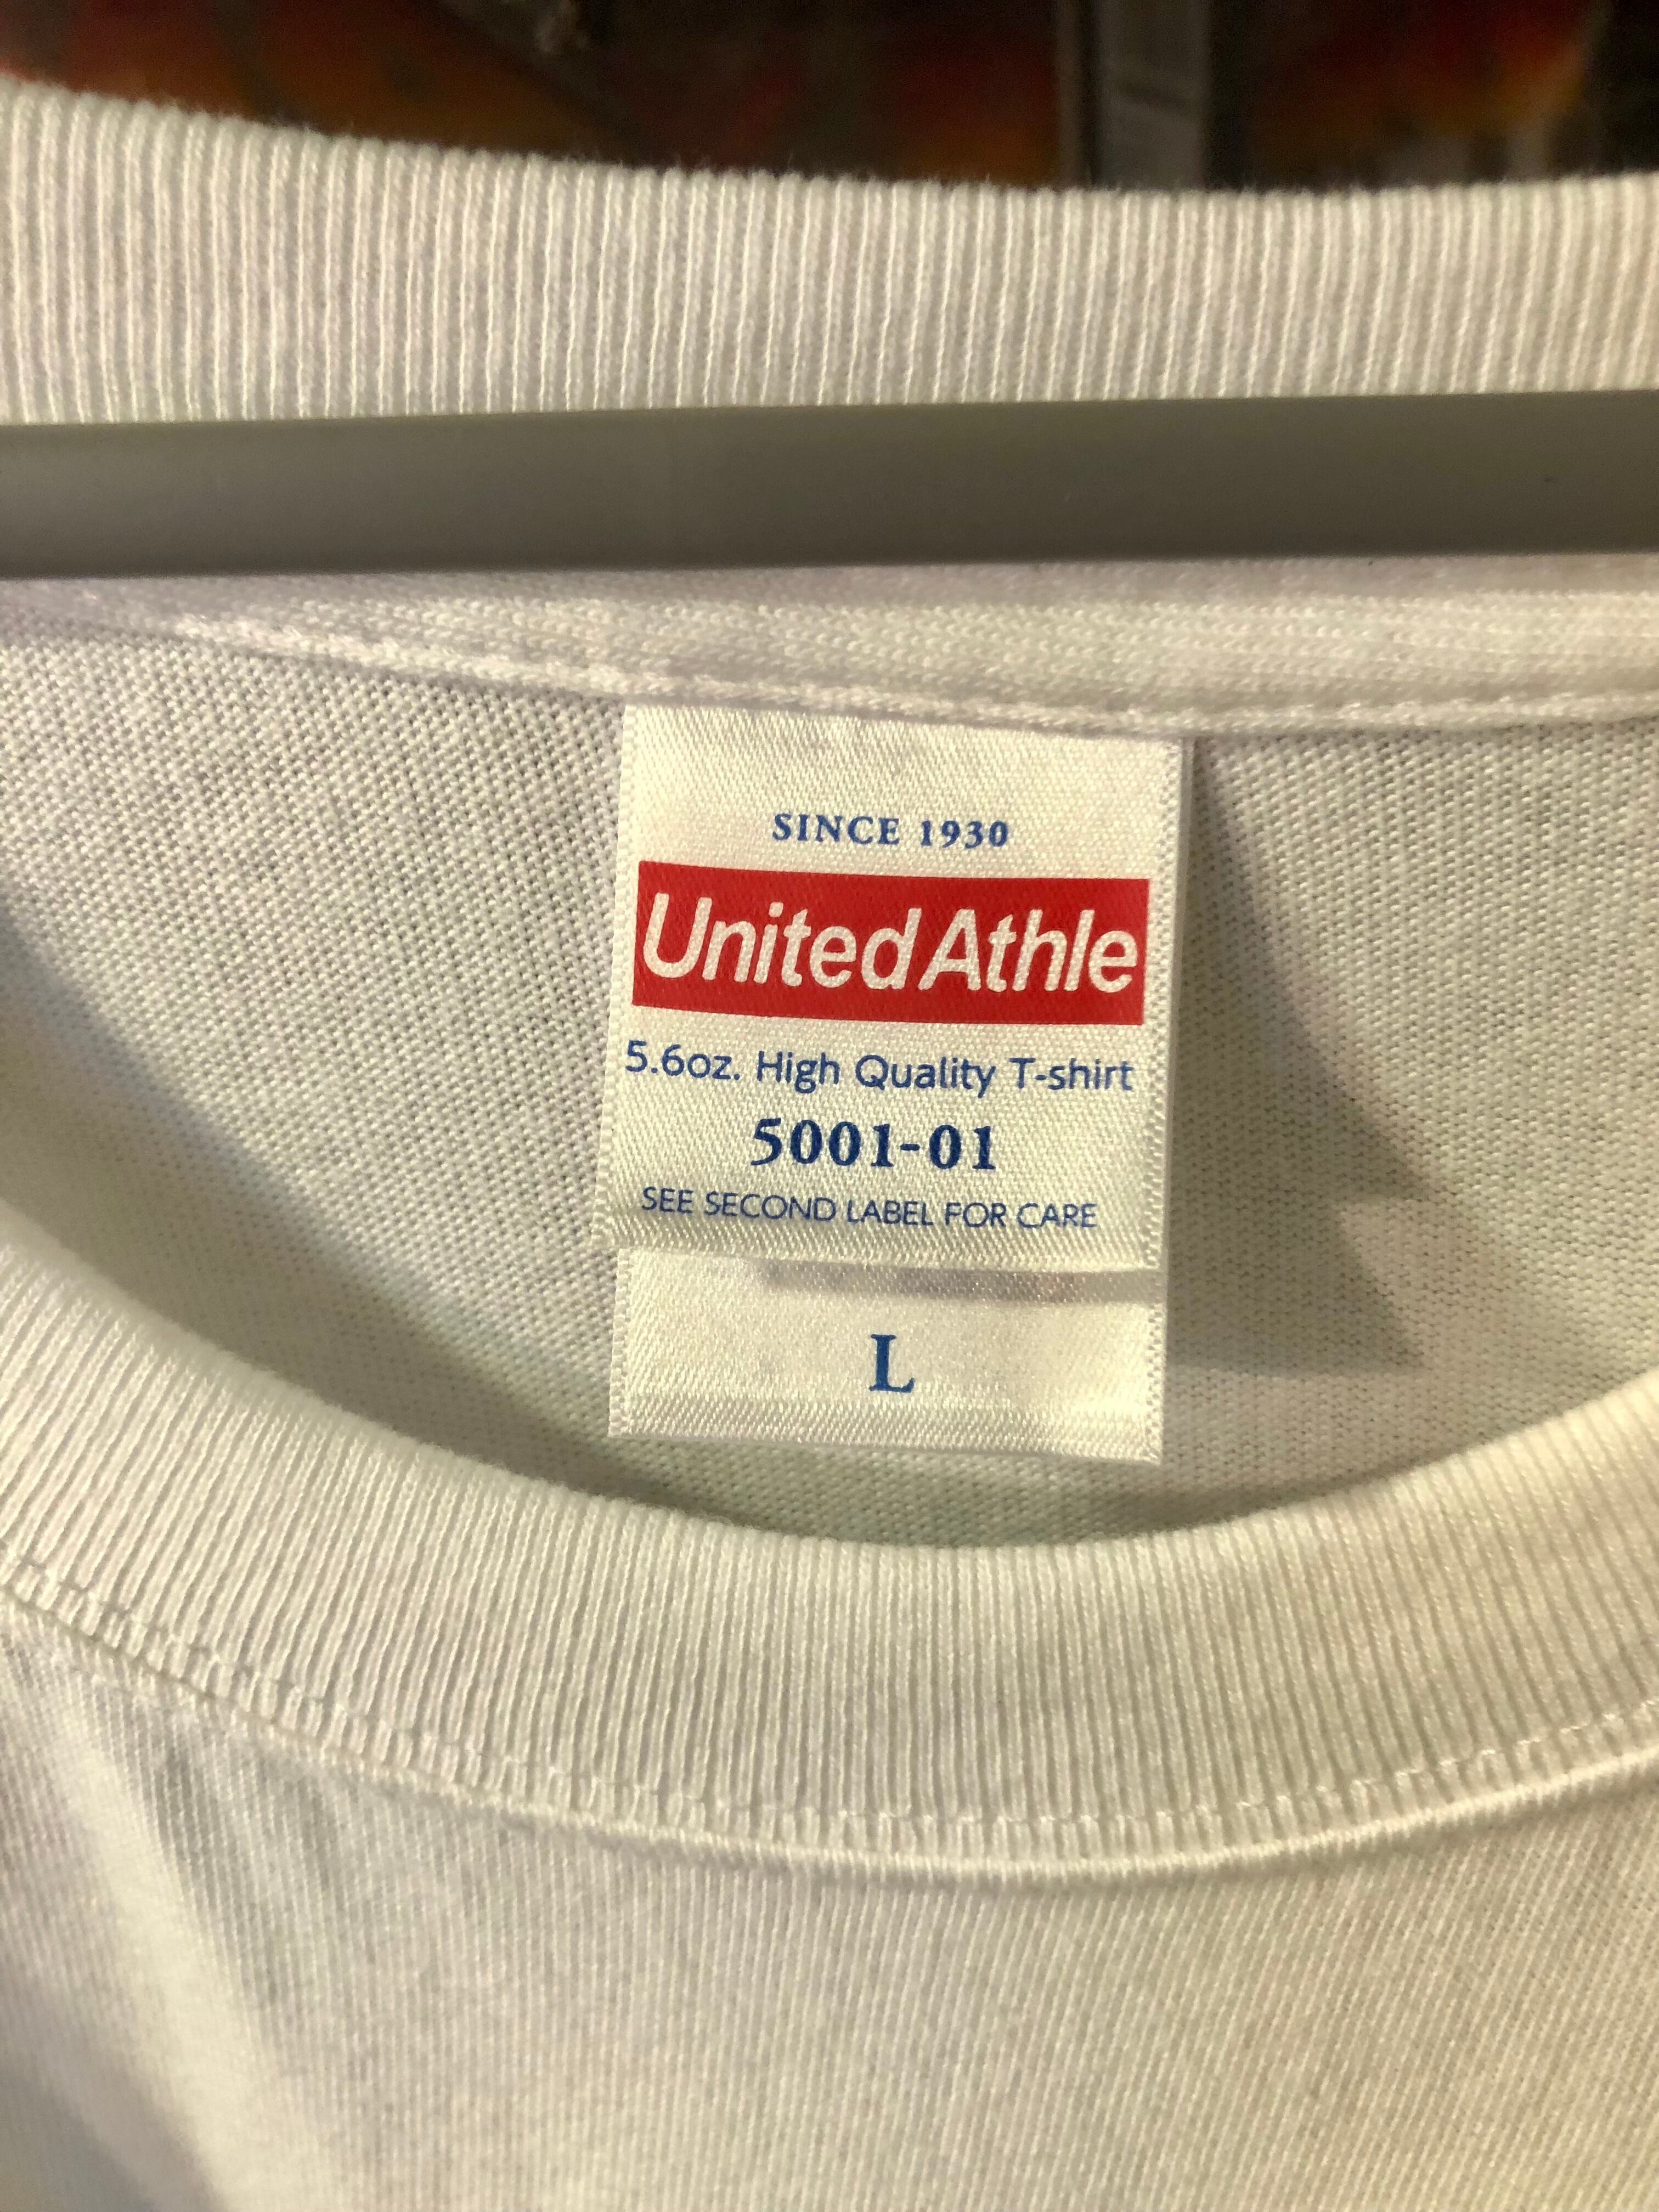 SINCE 1930
United Athle
5.6oz. High Quality T-shirt
5001-01
SEE SECOND LABEL FOR CARE
L